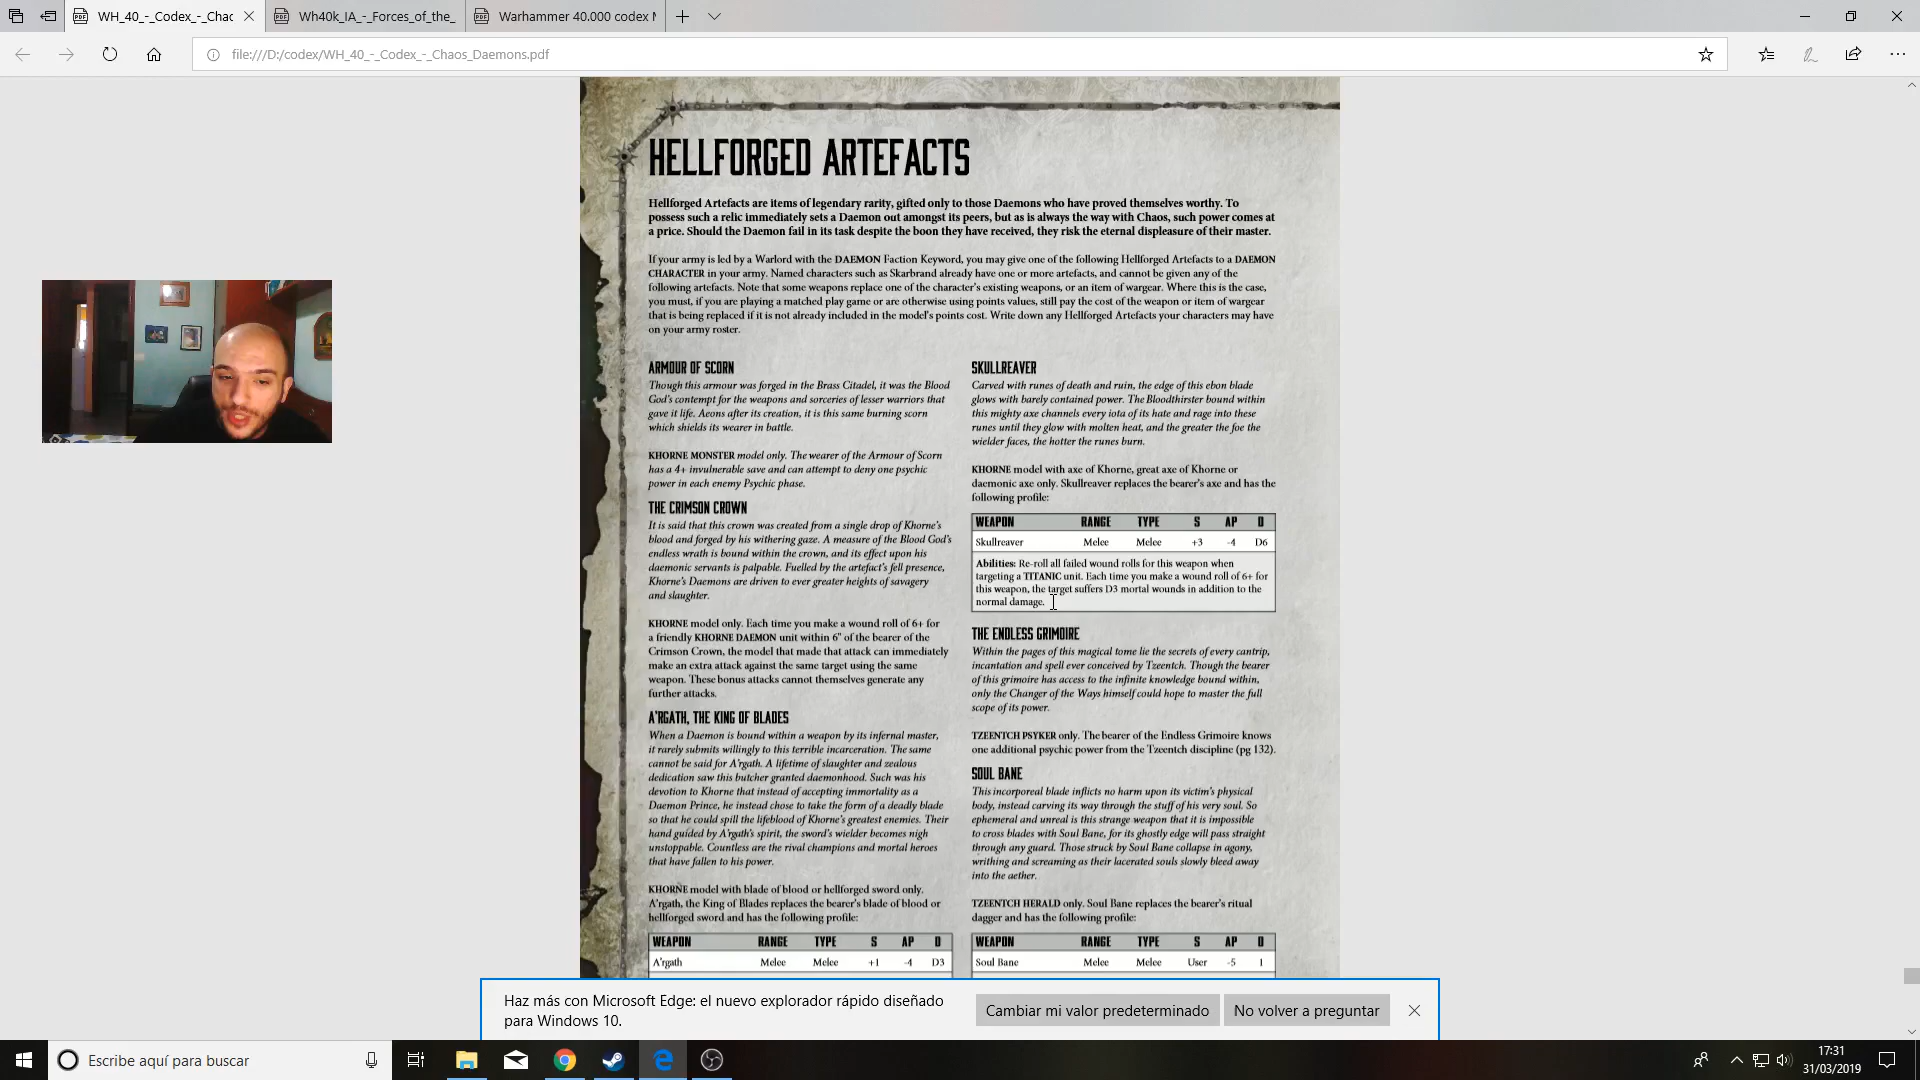 WH_40_-_Codex_-_Chac
Wh40k_IA_-_Forces_of_the_
Warhammer 40.000 codex
file:///D:/codex/WH_40_-_Codex_-_Chaos_Daemons.pdf
HELLFORGED ARTEFACTS
Hellforged Artefacts are items of legendary rarity, gifted only to those Daemons who have proved themselves worthy. To
possess such a relic immediately sets a Daemon out amongst its peers, but as is always the way with Chaos, such power comes at
a price. Should the Daemon fail in its task despite the boon they have received, they risk the eternal displeasure of their master.
If your army is led by a Warlord with the DAEMON Faction Keyword, you may give one of the following Hellforged Artefacts to a DAEMON
CHARACTER in your army. Named characters such as Skarbrand already have one or more artefacts, and cannot be given any of the
following artefacts. Note that some weapons replace one of the character's existing weapons, or an item of wargear. Where this is the case,
you must, if you are playing a matched play game or are otherwise using points values, still pay the cost of the weapon or item of wargear
that is being replaced if it is not already included in the model's points cost. Write down any Hellforged Artefacts your characters may have
on your army roster.
ARMOUR OF SCORN
Though this armour was forged in the Brass Citadel, it was the Blood
God's contempt for the weapons and sorceries of lesser warriors that
gave it life. Aeons after its creation, it is this same burning scorn
which shields its wearer in battle.
KHORNE MONSTER model only. The wearer of the Armour of Scorn
has a 4+ invulnerable save and can attempt to deny one psychic
power in each enemy Psychic phase.
THE CRIMSON CROWN
It is said that this crown was created from a single drop of Khorne's
blood and forged by his withering gaze. A measure of the Blood God's
endless wrath is bound within the crown, and its effect upon his
daemonic servants is palpable. Fuelled by the artefact's fell presence,
Khorne's Daemons are driven to ever greater heights of savagery
and slaughter.
KHORNE model only. Each time you make a wound roll of 6+ for
a friendly KHORNE DAEMON unit within 6" of the bearer of the
Crimson Crown, the model that made that attack can immediately
make an extra attack against the same target using the same
weapon. These bonus attacks cannot themselves generate any
further attacks.
A'RGATH, THE KING OF BLADES
When a Daemon is bound within a weapon by its infernal master,
it rarely submits willingly to this terrible incarceration. The same
cannot be said for A'rgath. A lifetime of slaughter and zealous
dedication saw this butcher granted daemonhood. Such was his
devotion to Khorne that instead of accepting immortality as a
Daemon Prince, he instead chose to take the form of a deadly blade
so that he could spill the lifeblood of Khorne's greatest enemies. Their
hand guided by A'rgath's spirit, the sword's wielder becomes nigh
unstoppable. Countless are the rival champions and mortal heroes
that have fallen to his power.
KHORNE model with blade of blood or hellforged sword only.
A'rgath, the King of Blades replaces the bearer's blade of blood or
hellforged sword and has the following profile:
WEAPON RANGE TYPE S AP D
A'rgath Melee Melee +1 -4 D3
SKULLREAVER
Carved with runes of death and ruin, the edge of this ebon blade
glows with barely contained power. The Bloodthirster bound within
this mighty axe channels every iota of its hate and rage into these
runes until they glow with molten heat, and the greater the foe the
wielder faces, the hotter the runes burn.
KHORNE model with axe of Khorne, great axe of Khorne or
daemonic axe only. Skullreaver replaces the bearer's axe and has the
following profile:
WEAPON RANGE TYPE S AP D
Skullreaver Melee Melee +3 -4 D6
Abilities: Re-roll all failed wound rolls for this weapon when
targeting a TITANIC unit. Each time you make a wound roll of 6+ for
this weapon, the target suffers D3 mortal wounds in addition to the
normal damage.
THE ENDLESS GRIMOIRE
Within the pages of this magical tome lie the secrets of every cantrip,
incantation and spell ever conceived by Tzeentch. Though the bearer
of this grimoire has access to the infinite knowledge bound within,
only the Changer of the Ways himself could hope to master the full
scope of its power.
TZEENTCH PSYKER only. The bearer of the Endless Grimoire knows
one additional psychic power from the Tzeentch discipline (pg 132).
SOUL BANE
This incorporeal blade inflicts no harm upon its victim's physical
body, instead carving its way through the stuff of his very soul. So
ephemeral and unreal is this strange weapon that it is impossible
to cross blades with Soul Bane, for its ghostly edge will pass straight
through any guard. Those struck by Soul Bane collapse in agony,
writhing and screaming as their lacerated souls slowly bleed away
into the aether.
TZEENTCH HERALD only. Soul Bane replaces the bearer's ritual
dagger and has the following profile:
WEAPON RANGE TYPE S AP D
Soul Bane Melee Melee User -5 1
Haz más con Microsoft Edge: el nuevo explorador rápido diseñado
para Windows 10.
Cambiar mi valor predeterminado
No volver a preguntar
Escribe aquí para buscar
17:31
31/03/2019